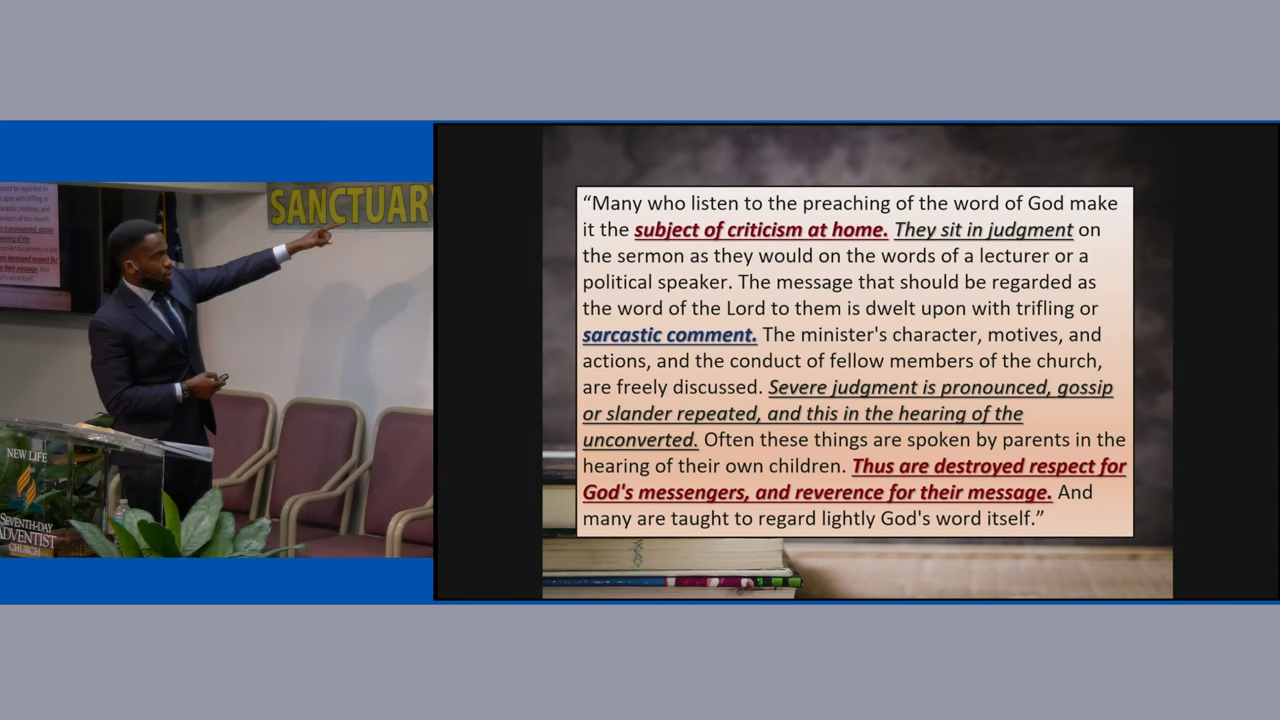 SANCTUARY
NEW LIFE
SEVENTH-DAY
ADVENTIST
CHURCH
“Many who listen to the preaching of the word of God make
it the subject of criticism at home. They sit in judgment on
the sermon as they would on the words of a lecturer or a
political speaker. The message that should be regarded as
the word of the Lord to them is dwelt upon with trifling or
sarcastic comment. The minister's character, motives, and
actions, and the conduct of fellow members of the church,
are freely discussed. Severe judgment is pronounced, gossip
or slander repeated, and this in the hearing of the
unconverted. Often these things are spoken by parents in the
hearing of their own children. Thus are destroyed respect for
God's messengers, and reverence for their message. And
many are taught to regard lightly God's word itself.”